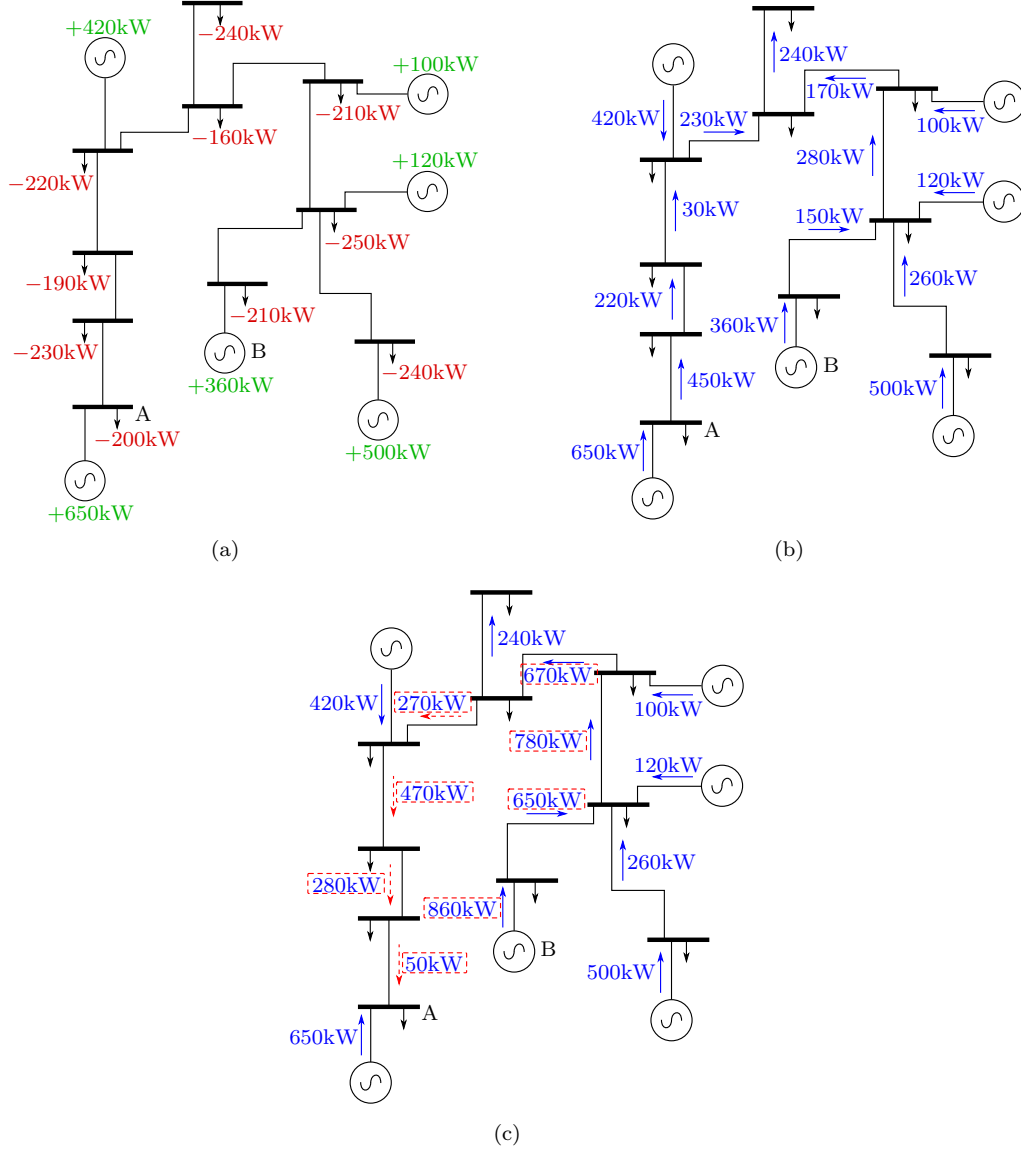 +420kW
−240kW
+100kW
−210kW
−160kW
−220kW
+120kW
−250kW
−190kW
−210kW
−230kW
B
+360kW
−240kW
A
−200kW
+500kW
+650kW
(a)
240kW
170kW
420kW
230kW
100kW
280kW
120kW
30kW
150kW
220kW
260kW
360kW
B
450kW
500kW
A
650kW
(b)
240kW
670kW
420kW
270kW
100kW
780kW
120kW
470kW
650kW
260kW
280kW
860kW
B
50kW
500kW
A
650kW
(c)